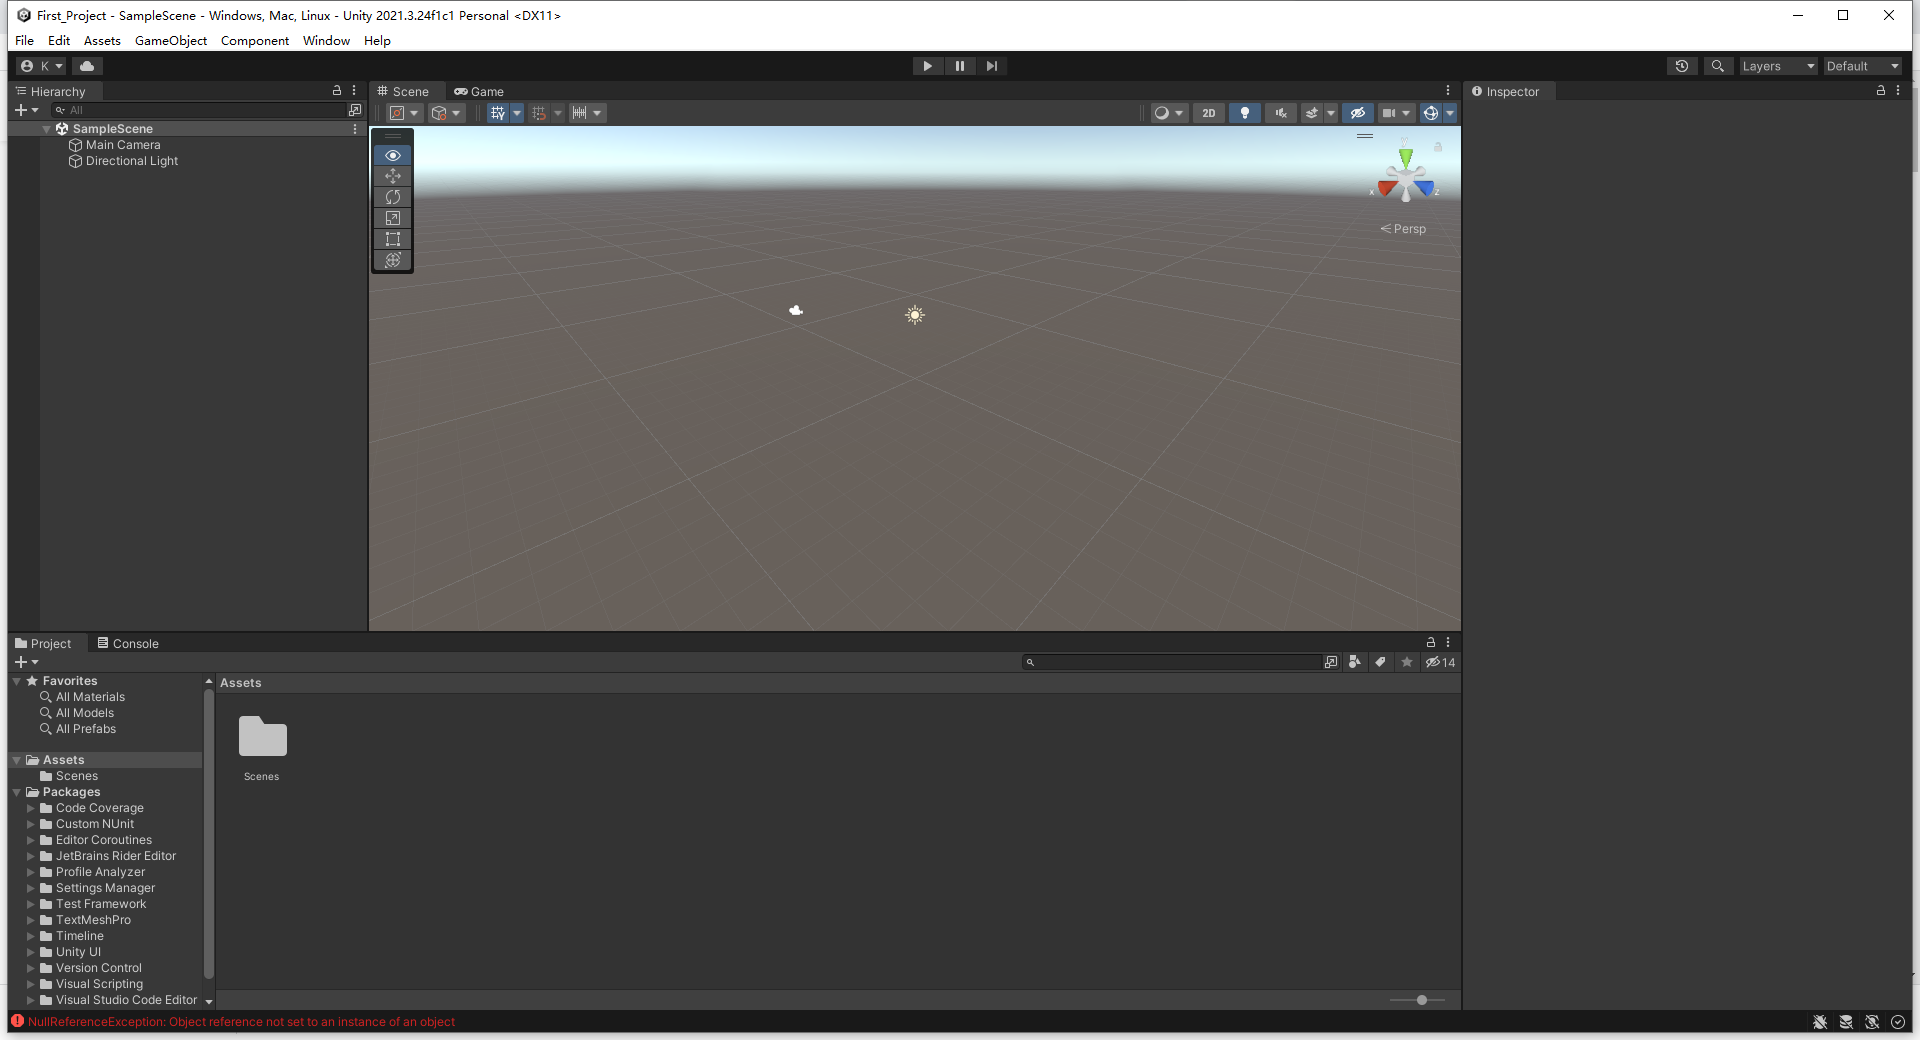 First_Project - SampleScene - Windows, Mac, Linux - Unity 2021.3.24f1c1 Personal <DX11>
File Edit Assets GameObject Component Window Help
K Layers Default
Hierarchy
All
SampleScene
Main Camera
Directional Light
Scene Game
2D
y
x z
Persp
Inspector
Project Console
14
Favorites
All Materials
All Models
All Prefabs
Assets
Scenes
Packages
Code Coverage
Custom NUnit
Editor Coroutines
JetBrains Rider Editor
Profile Analyzer
Settings Manager
Test Framework
TextMeshPro
Timeline
Unity UI
Version Control
Visual Scripting
Visual Studio Code Editor
Assets
Scenes
NullReferenceException: Object reference not set to an instance of an object